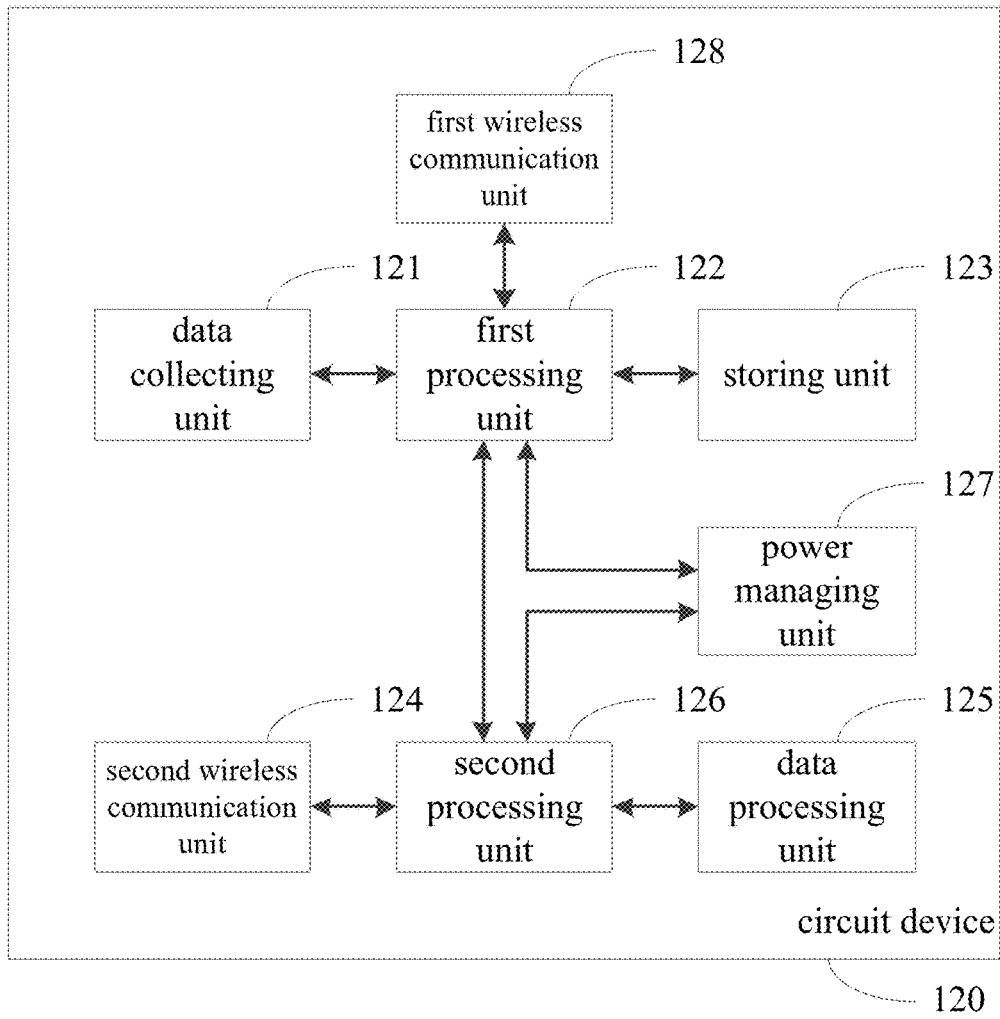 128
first wireless
communication
unit
121
122
123
data
collecting
unit
first
processing
unit
storing unit
127
power
managing
unit
124
126
125
second wireless
communication
unit
second
processing
unit
data
processing
unit
circuit device
120